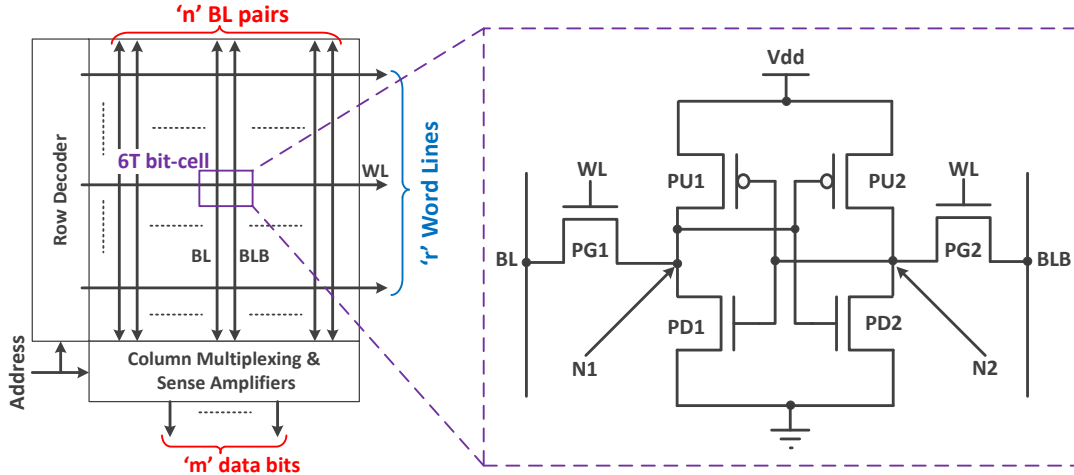 'n' BL pairs
Row Decoder
6T bit-cell
WL
BL
BLB
'r' Word Lines
Address
Column Multiplexing &
Sense Amplifiers
'm' data bits
Vdd
PU1
PU2
WL
WL
PG1
PG2
BL
BLB
PD1
PD2
N1
N2